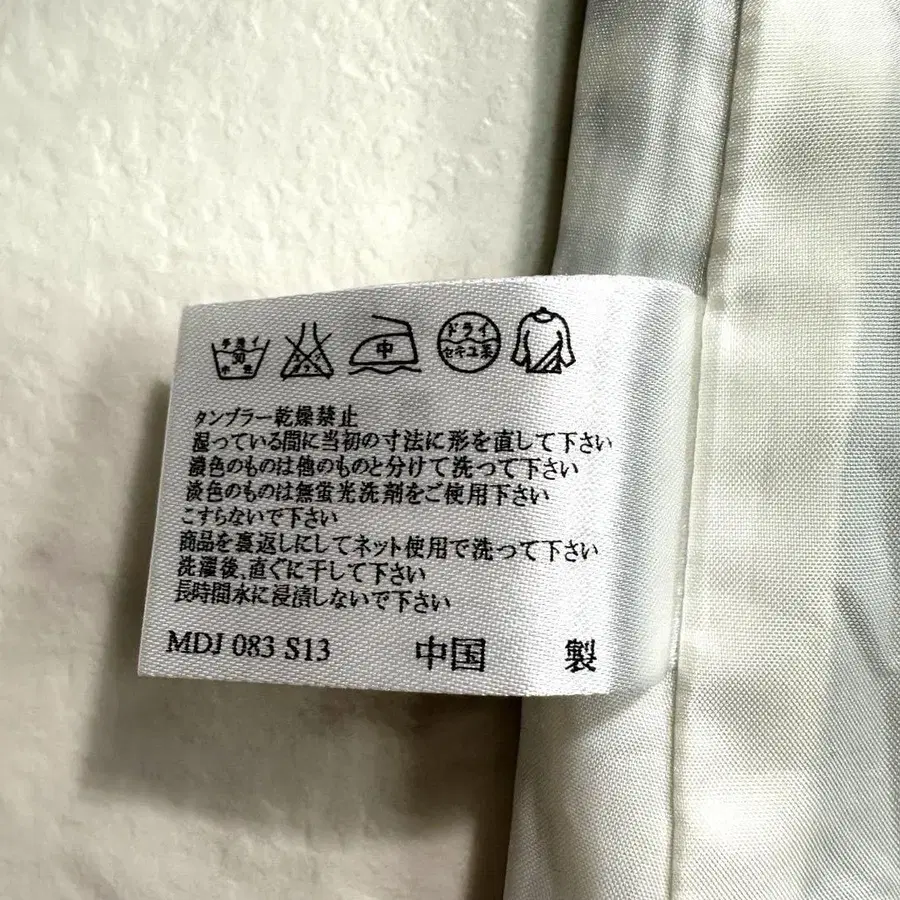 手洗イ
30
中性
エンソ
サラシ
中
ドライ
セキユ系
タンブラー乾燥禁止
湿っている間に当初の寸法に形を直して下さい
濃色のものは他のものと分けて洗って下さい
淡色のものは無蛍光洗剤をご使用下さい
こすらないで下さい
商品を裏返しにしてネット使用で洗って下さい
洗濯後、直ぐに干して下さい
長時間水に浸漬しないで下さい
MDJ 083 S13 中国 製